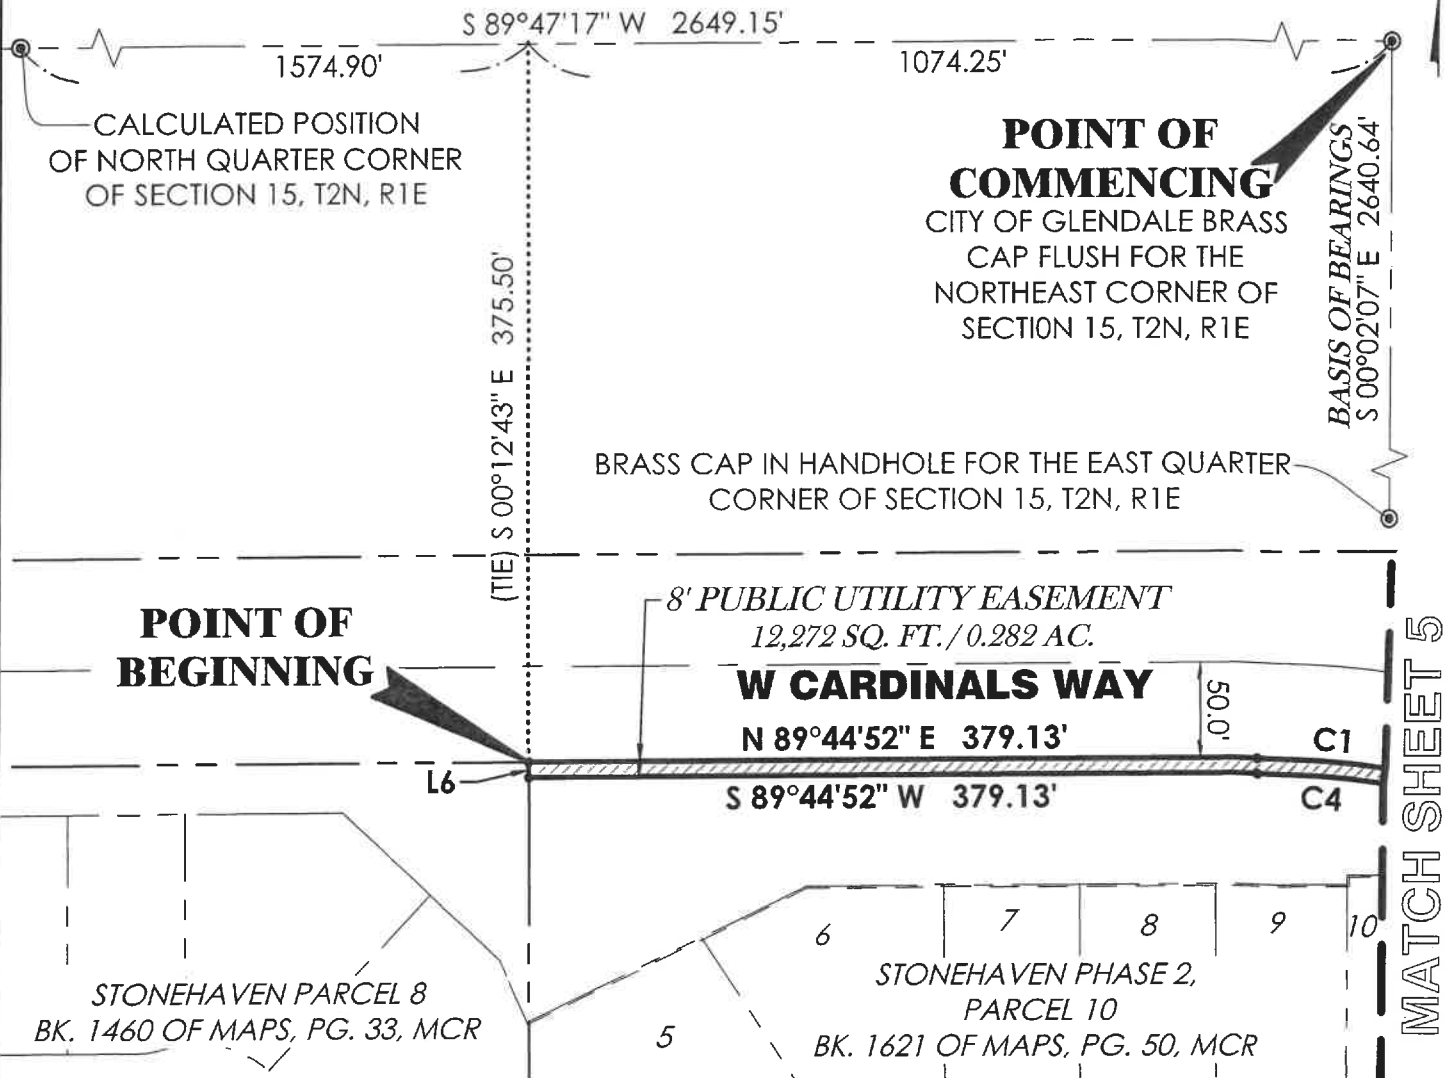 S 89°47'17" W 2649.15'
1574.90'
1074.25'
CALCULATED POSITION
OF NORTH QUARTER CORNER
OF SECTION 15, T2N, R1E
POINT OF
COMMENCING
CITY OF GLENDALE BRASS
CAP FLUSH FOR THE
NORTHEAST CORNER OF
SECTION 15, T2N, R1E
BASIS OF BEARINGS
S 00°02'07" E 2640.64'
(TIE) S 00°12'43" E 375.50'
BRASS CAP IN HANDHOLE FOR THE EAST QUARTER
CORNER OF SECTION 15, T2N, R1E
8' PUBLIC UTILITY EASEMENT
12,272 SQ. FT. / 0.282 AC.
POINT OF
BEGINNING
W CARDINALS WAY
50.0'
N 89°44'52" E 379.13'
C1
L6
S 89°44'52" W 379.13'
C4
MATCH SHEET 5
6
7
8
9
10
STONEHAVEN PARCEL 8
BK. 1460 OF MAPS, PG. 33, MCR
5
STONEHAVEN PHASE 2,
PARCEL 10
BK. 1621 OF MAPS, PG. 50, MCR